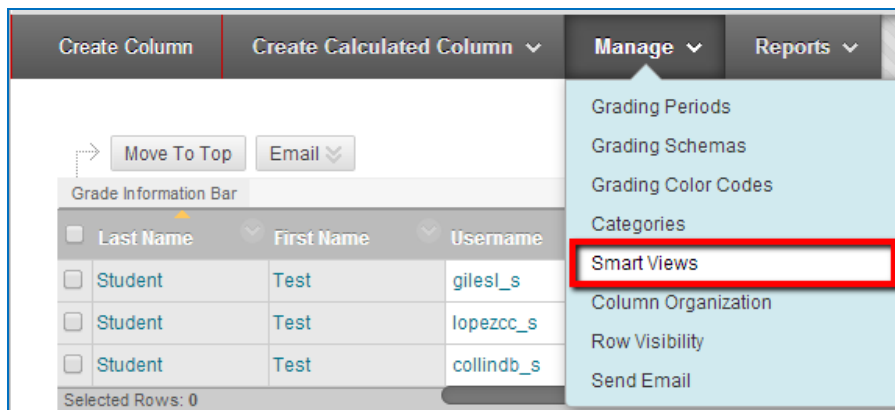 Create Column Create Calculated Column Manage Reports
Grading Periods
Grading Schemas
Grading Color Codes
Categories
Smart Views
Column Organization
Row Visibility
Send Email
Move To Top Email
Grade Information Bar
Last Name First Name Username
Student Test gilesl_s
Student Test lopezcc_s
Student Test collindb_s
Selected Rows: 0